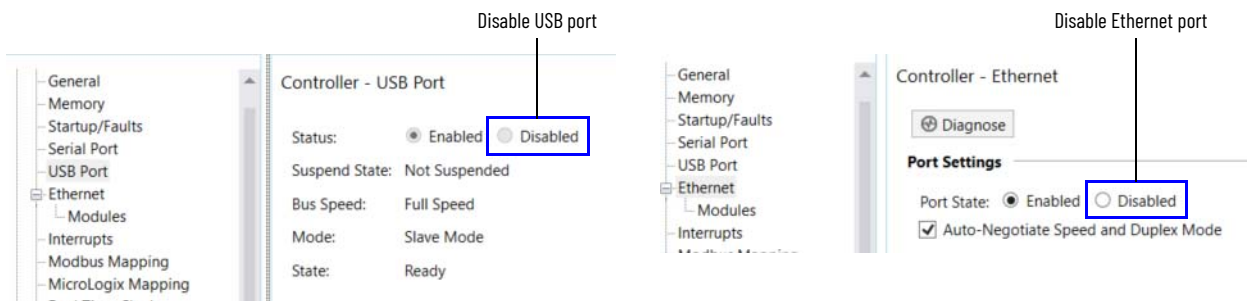 Disable USB port
General
Memory
Startup/Faults
Serial Port
USB Port
Ethernet
Modules
Interrupts
Modbus Mapping
MicroLogix Mapping
Controller - USB Port
Status: Enabled Disabled
Suspend State: Not Suspended
Bus Speed: Full Speed
Mode: Slave Mode
State: Ready
Disable Ethernet port
General
Memory
Startup/Faults
Serial Port
USB Port
Ethernet
Modules
Interrupts
Controller - Ethernet
Diagnose
Port Settings
Port State: Enabled Disabled
Auto-Negotiate Speed and Duplex Mode